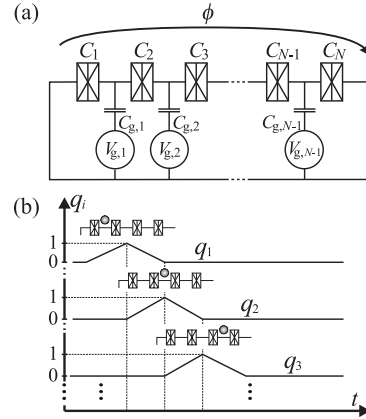 (a)
ϕ
C1 C2 C3 CN-1 CN
Cg,1 Cg,2 Cg,N-1
Vg,1 Vg,2 Vg,N-1
(b)
qi
1
0
q1
1
0
q2
1
0
q3
t